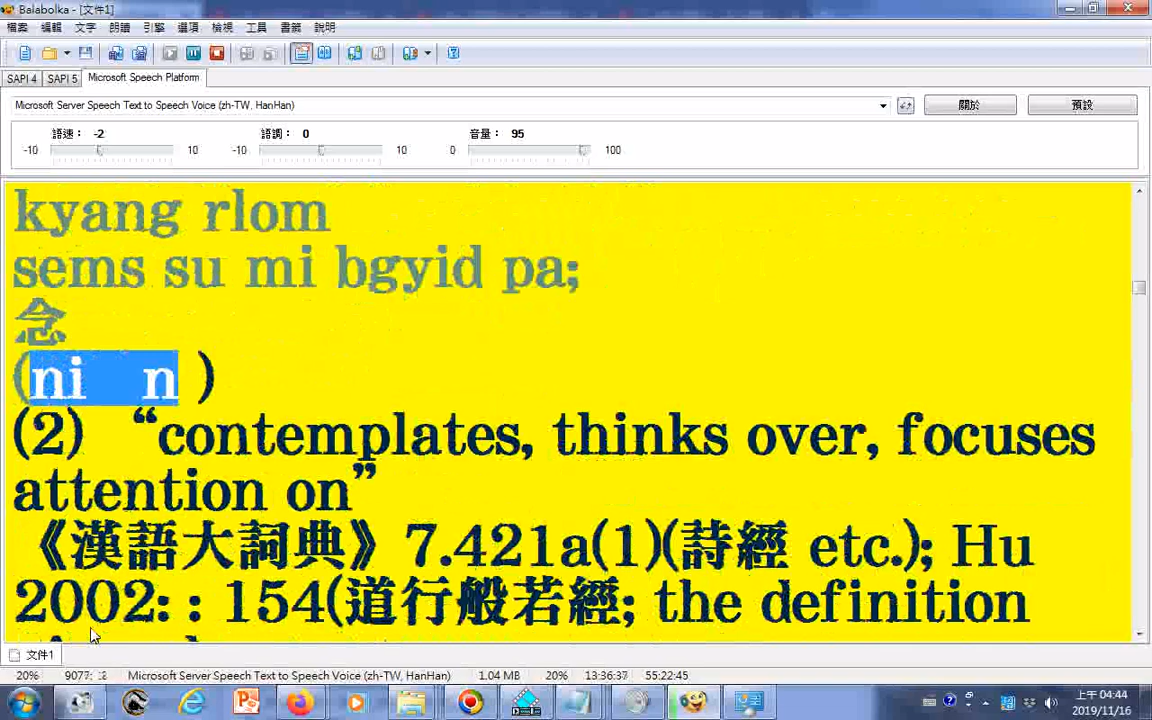 Balabolka - [文件1]
檔案 編輯 文字 朗讀 引擎 選項 檢視 工具 書籤 說明
SAPI 4 SAPI 5 Microsoft Speech Platform
Microsoft Server Speech Text to Speech Voice (zh-TW, HanHan) 關於 預設
語速： -2 語調： 0 音量： 95
-10 10 -10 10 0 100
kyang rlom
sems su mi bgyid pa;
念
(ni n )
(2) “contemplates, thinks over, focuses
attention on”
《漢語大詞典》 7.421a(1)(詩經 etc.); Hu
2002: : 154(道行般若經; the definition
文件1
20% Microsoft Server Speech Text to Speech Voice (zh-TW, HanHan) 1.04 MB 20% 13:36:37 55:22:45
上午 04:44
2019/11/16